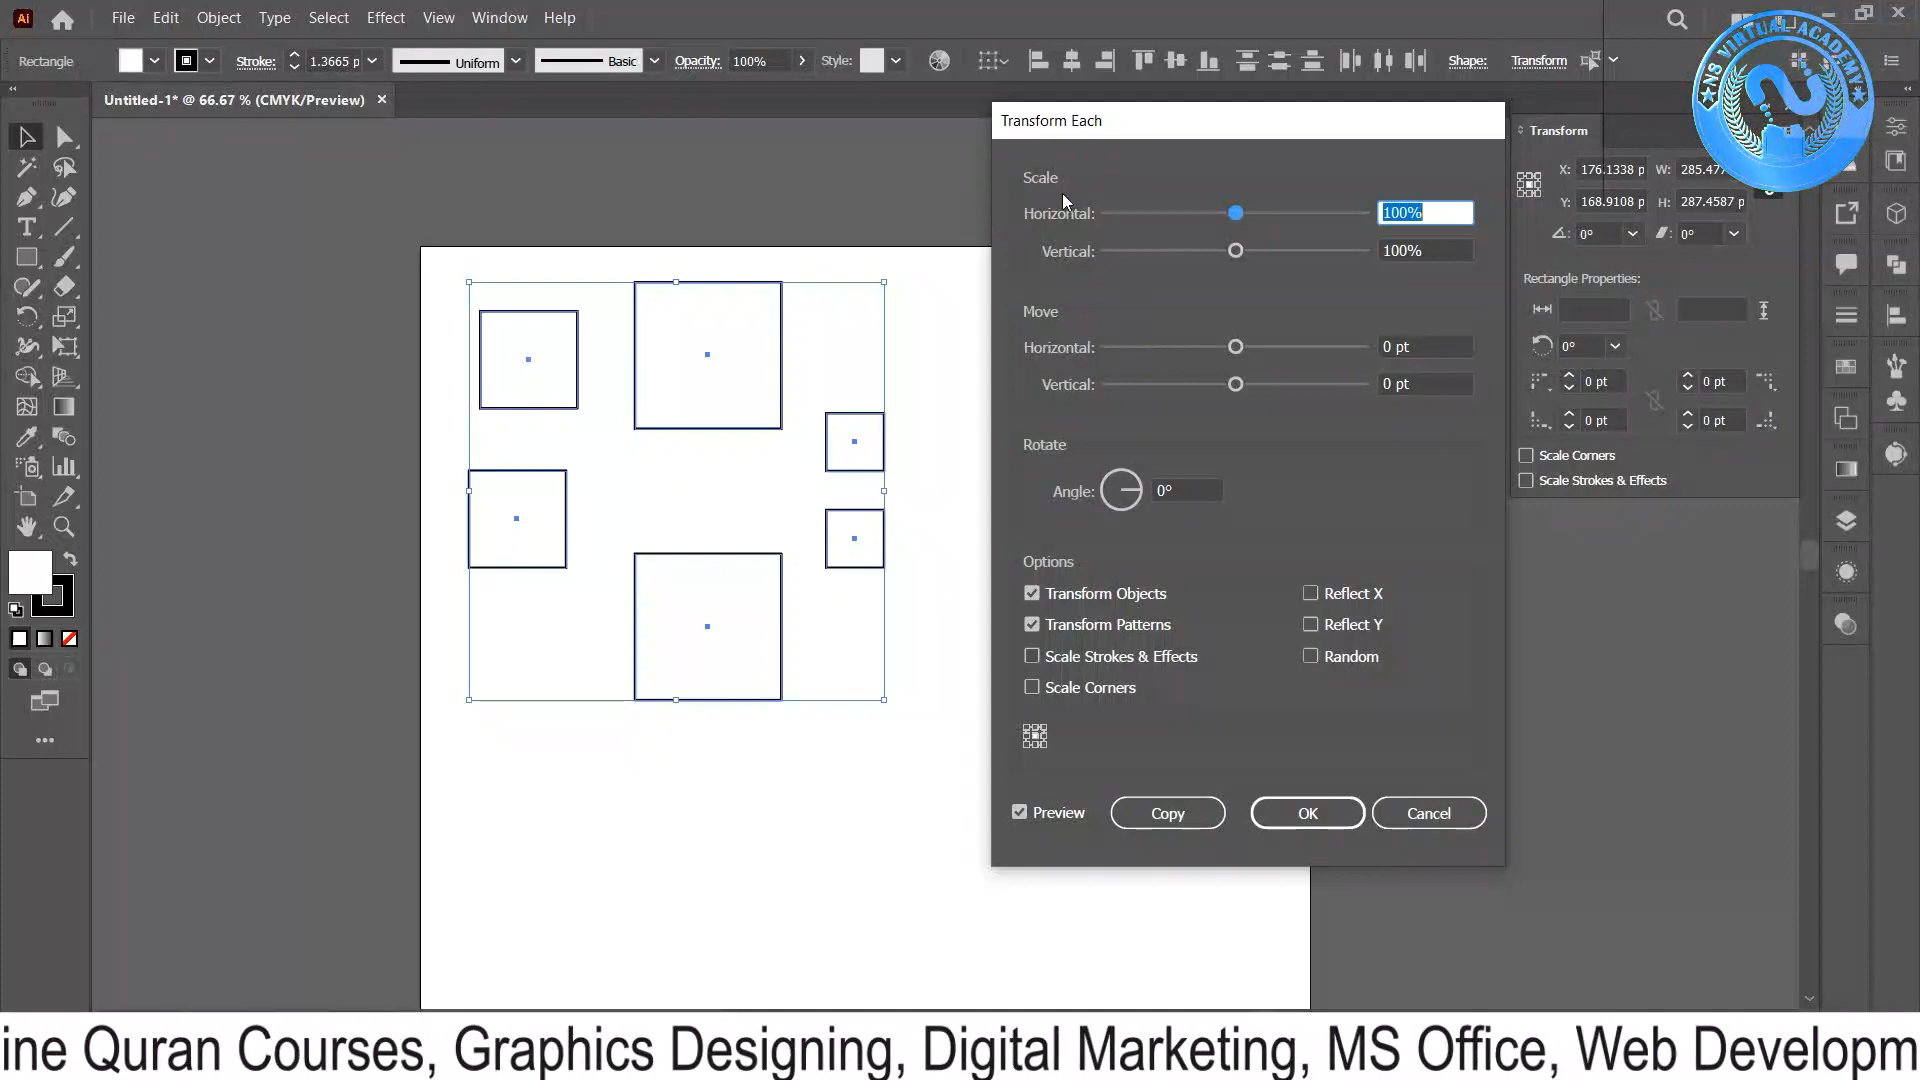 Ai File Edit Object Type Select Effect View Window Help
Rectangle Stroke: 1.3665 p Uniform Basic Opacity: 100% Style: Shape: Transform
NS VIRTUAL ACADEMY
Untitled-1* @ 66.67 % (CMYK/Preview)
Transform Each
Scale
Horizontal: 100%
Vertical: 100%
Move
Horizontal: 0 pt
Vertical: 0 pt
Rotate
Angle: 0°
Options
Transform Objects Reflect X
Transform Patterns Reflect Y
Scale Strokes & Effects Random
Scale Corners
Preview Copy OK Cancel
Transform
X: 176.1338 p W: 285.477
Y: 168.9108 p H: 287.4587 p
0° 0°
Rectangle Properties:
0°
0 pt 0 pt
0 pt 0 pt
Scale Corners
Scale Strokes & Effects
ine Quran Courses, Graphics Designing, Digital Marketing, MS Office, Web Developm